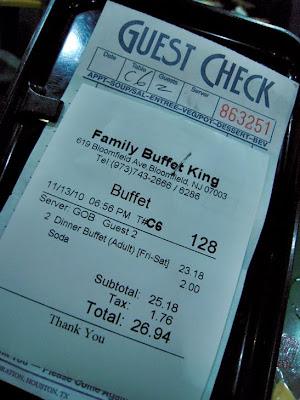 GUEST CHECK
Date Table Guests Server
C6 2 863251
APPT-SOUP/SAL-ENTREE-VEG/POT-DESSERT-BEV
Family Buffet King
619 Bloomfield Ave Bloomfield, NJ 07003
Tel (973)743-2666 / 6286
Buffet
11/13/10 06:56 PM T#C6 128
Server: GOB Guest 2
2 Dinner Buffet (Adult) [Fri-Sat] 23.18
Soda 2.00
Subtotal: 25.18
Tax: 1.76
Total: 26.94
Thank You
Please Come Again
RATION, HOUSTON, TX